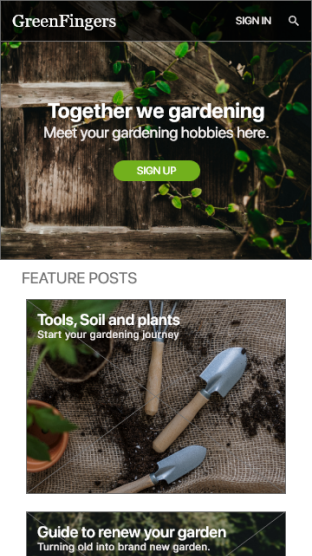 GreenFingers
SIGN IN
Together we gardening
Meet your gardening hobbies here.
SIGN UP
FEATURE POSTS
Tools, Soil and plants
Start your gardening journey
Guide to renew your garden
Turning old into brand new garden.